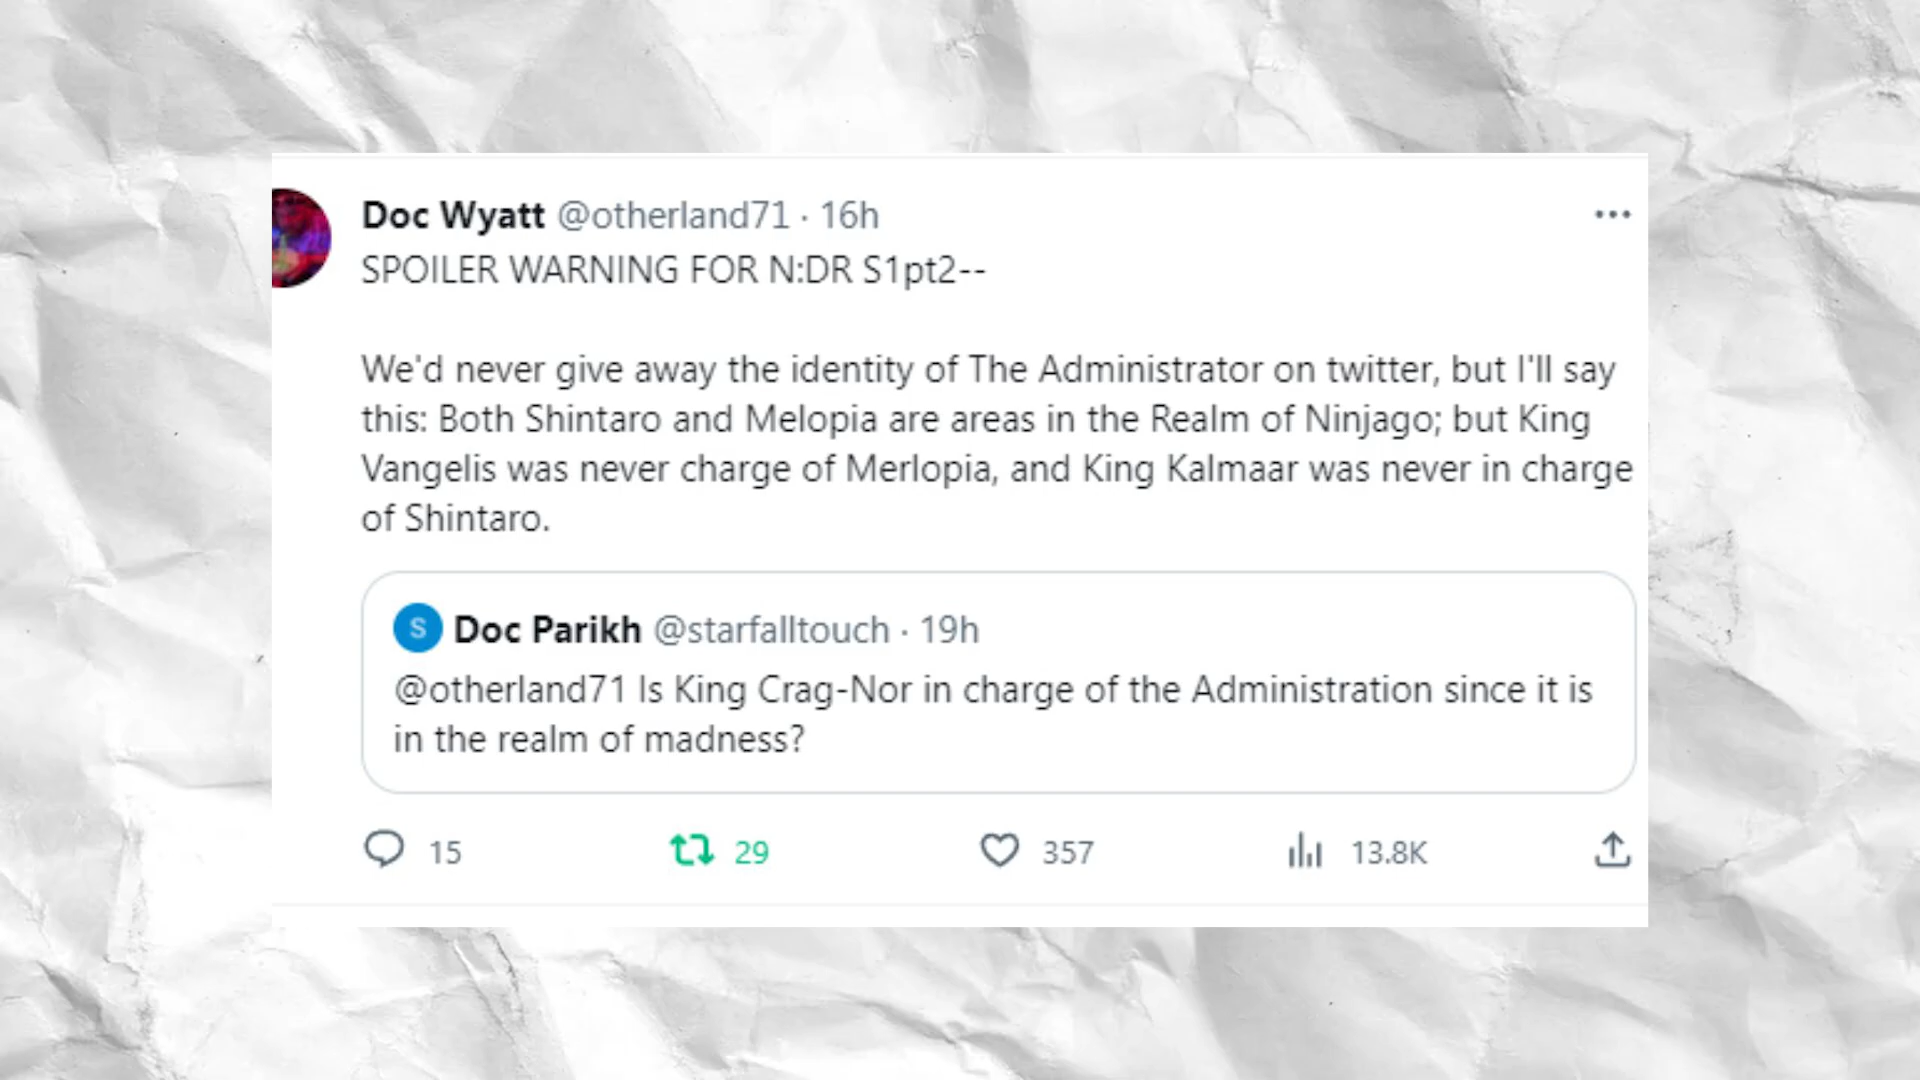 Doc Wyatt @otherland71 · 16h
SPOILER WARNING FOR N:DR S1pt2--
We'd never give away the identity of The Administrator on twitter, but I'll say
this: Both Shintaro and Melopia are areas in the Realm of Ninjago; but King
Vangelis was never charge of Merlopia, and King Kalmaar was never in charge
of Shintaro.
S Doc Parikh @starfalltouch · 19h
@otherland71 Is King Crag-Nor in charge of the Administration since it is
in the realm of madness?
15 29 357 13.8K